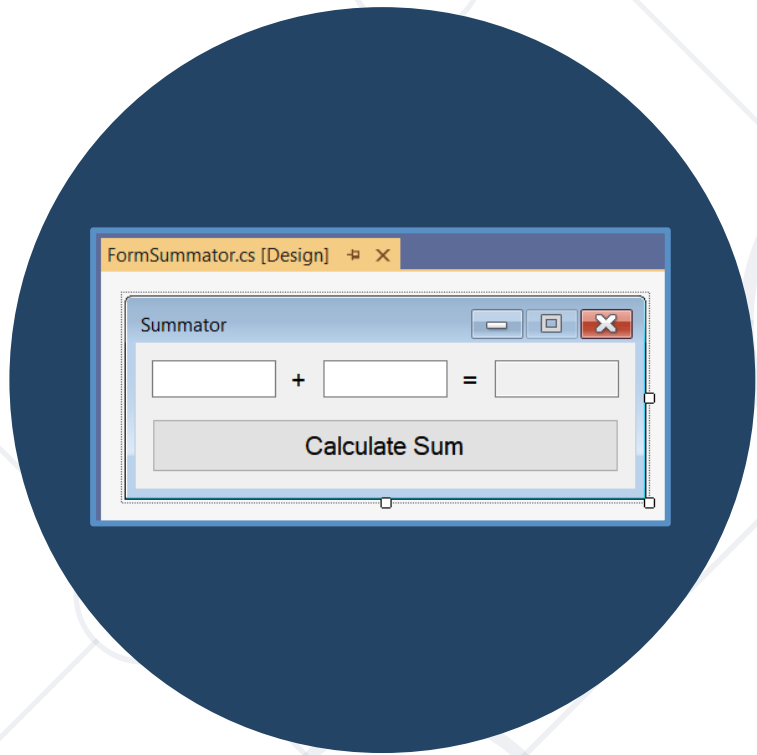 FormSummator.cs [Design]
Summator
+ =
Calculate Sum